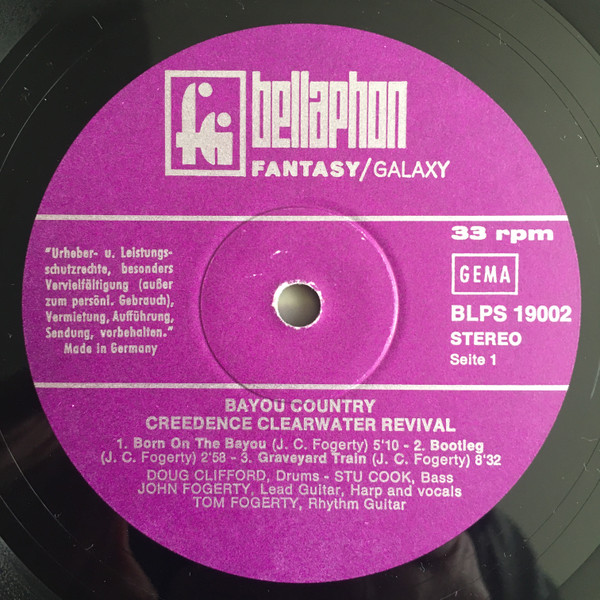 bellaphon
FANTASY/GALAXY
"Urheber- u. Leistungs-
schutzrechte, besonders
Vervielfältigung (außer
zum persönl. Gebrauch),
Vermietung, Aufführung,
Sendung, vorbehalten."
Made in Germany
33 rpm
GEMA
BLPS 19002
STEREO
Seite 1
BAYOU COUNTRY
CREEDENCE CLEARWATER REVIVAL
1. Born On The Bayou (J. C. Fogerty) 5'10 - 2. Bootleg
(J. C. Fogerty) 2'58 - 3. Graveyard Train (J. C. Fogerty) 8'32
DOUG CLIFFORD, Drums - STU COOK, Bass
JOHN FOGERTY, Lead Guitar, Harp and vocals
TOM FOGERTY, Rhythm Guitar